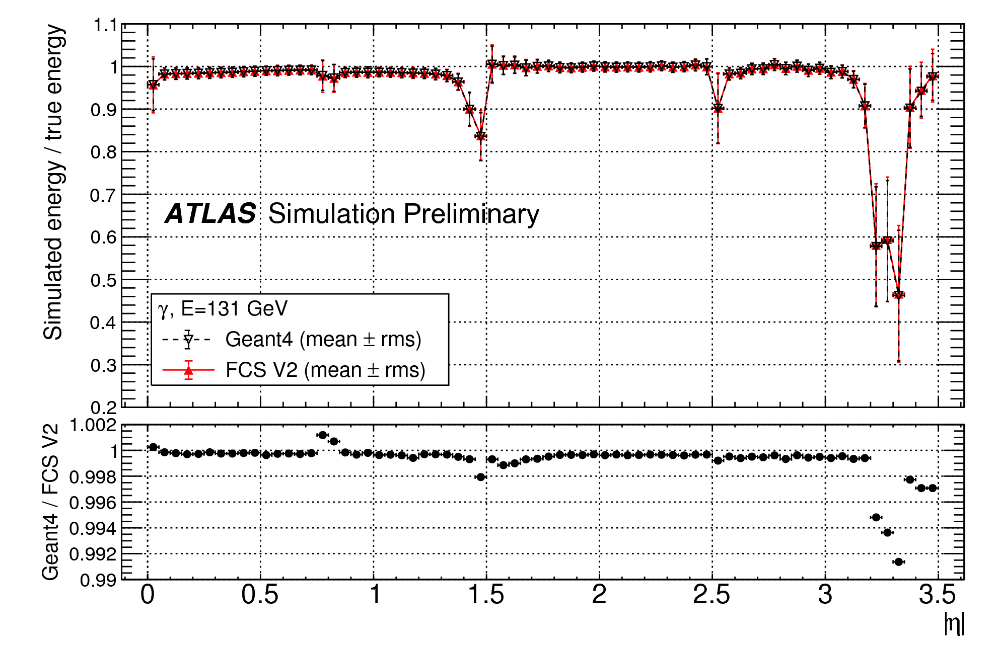 Simulated energy / true energy
1.1
1
0.9
0.8
0.7
0.6
0.5
0.4
0.3
0.2
ATLAS Simulation Preliminary
γ, E=131 GeV
Geant4 (mean ± rms)
FCS V2 (mean ± rms)
Geant4 / FCS V2
1.002
1
0.998
0.996
0.994
0.992
0.99
0 0.5 1 1.5 2 2.5 3 3.5
|η|